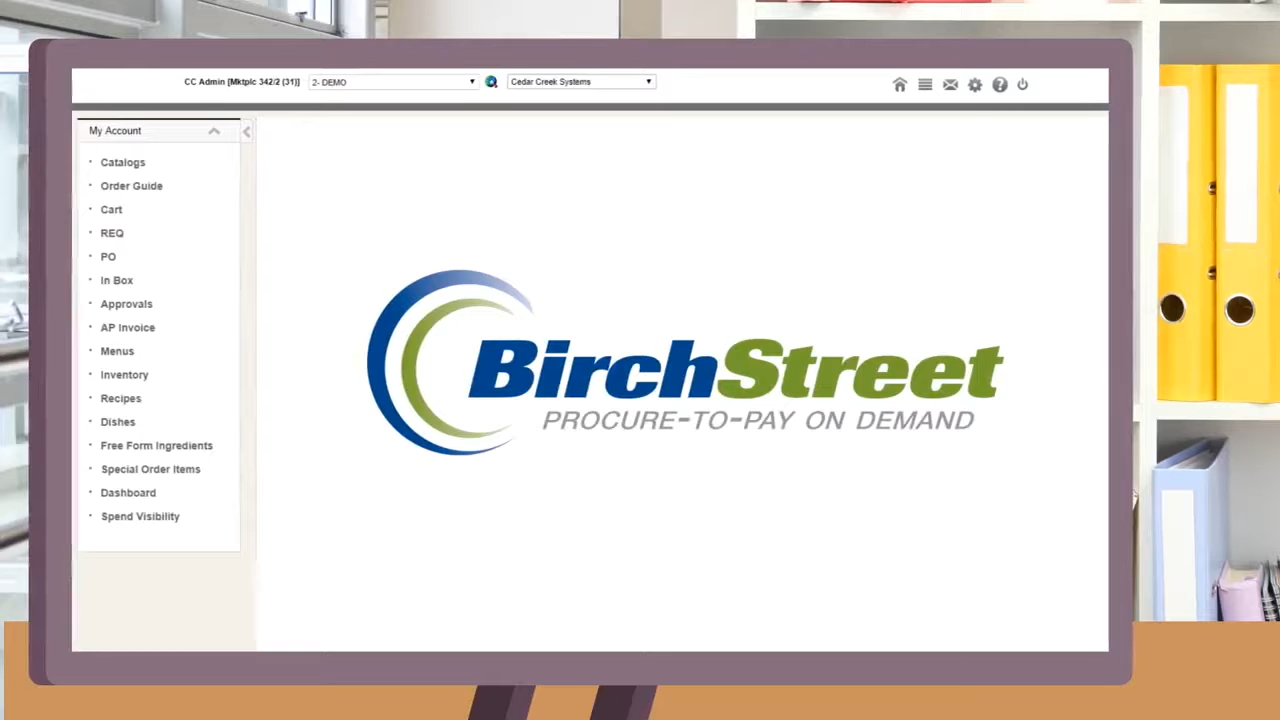 CC Admin [Mktplc 342/2 (31)] 2- DEMO Cedar Creek Systems
My Account
Catalogs
Order Guide
Cart
REQ
PO
In Box
Approvals
AP Invoice
Menus
Inventory
Recipes
Dishes
Free Form Ingredients
Special Order Items
Dashboard
Spend Visibility
BirchStreet
PROCURE-TO-PAY ON DEMAND